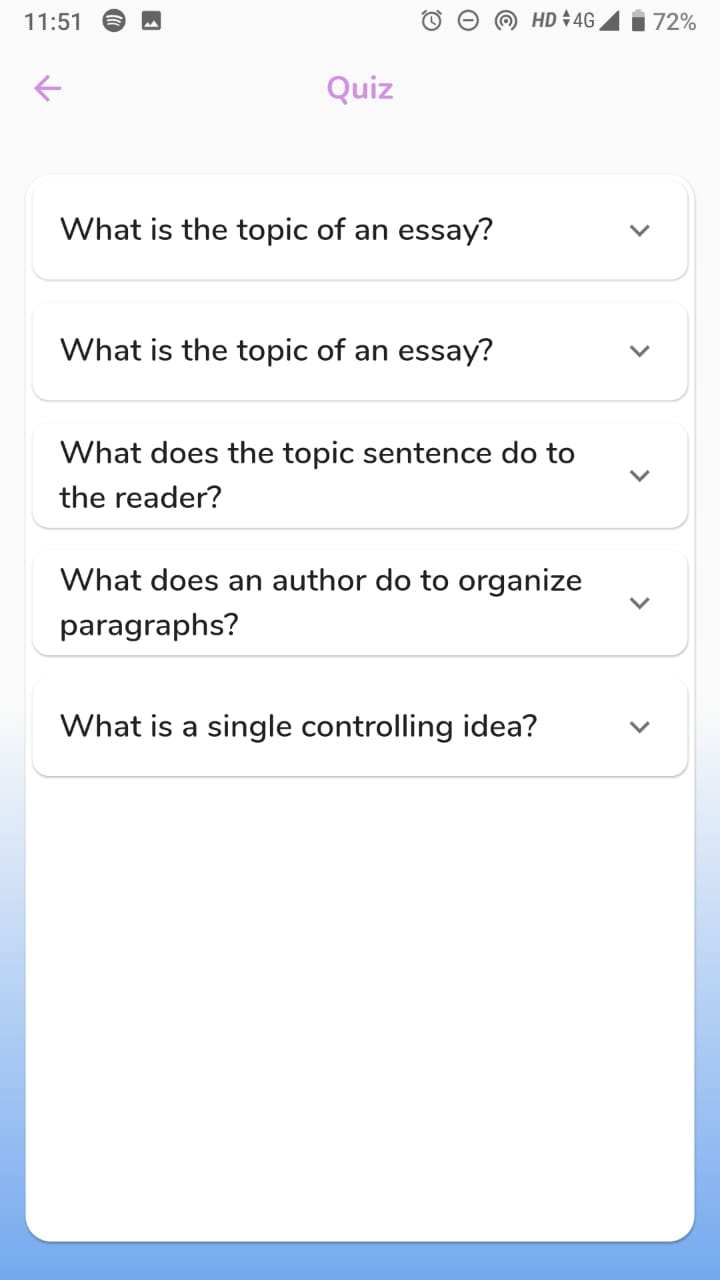 11:51 HD 4G 72%
Quiz
What is the topic of an essay?
What is the topic of an essay?
What does the topic sentence do to
the reader?
What does an author do to organize
paragraphs?
What is a single controlling idea?